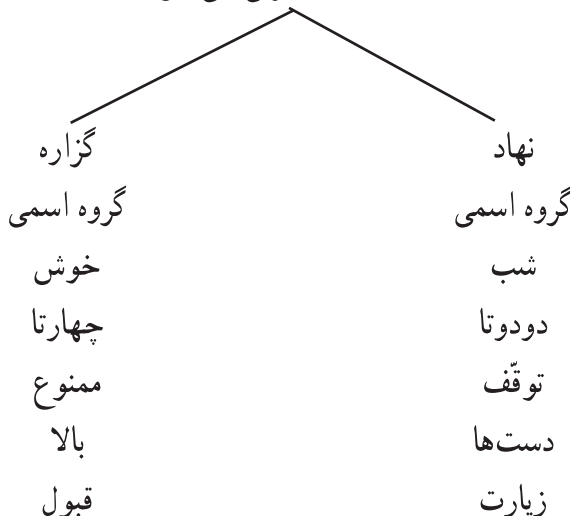 نهاد گزاره
گروه اسمی گروه اسمی
شب خوش
دودوتا چهارتا
توقّف ممنوع
دست‌ها بالا
زیارت قبول